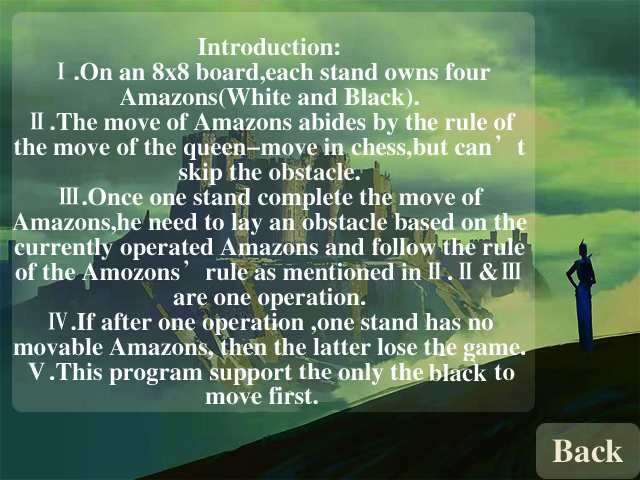 Introduction:
Ⅰ.On an 8x8 board,each stand owns four
Amazons(White and Black).
Ⅱ.The move of Amazons abides by the rule of
the move of the queen–move in chess,but can’t
skip the obstacle.
Ⅲ.Once one stand complete the move of
Amazons,he need to lay an obstacle based on the
currently operated Amazons and follow the rule
of the Amozons’rule as mentioned inⅡ.Ⅱ&Ⅲ
are one operation.
Ⅳ.If after one operation ,one stand has no
movable Amazons, then the latter lose the game.
Ⅴ.This program support the only the black to
move first.
Back